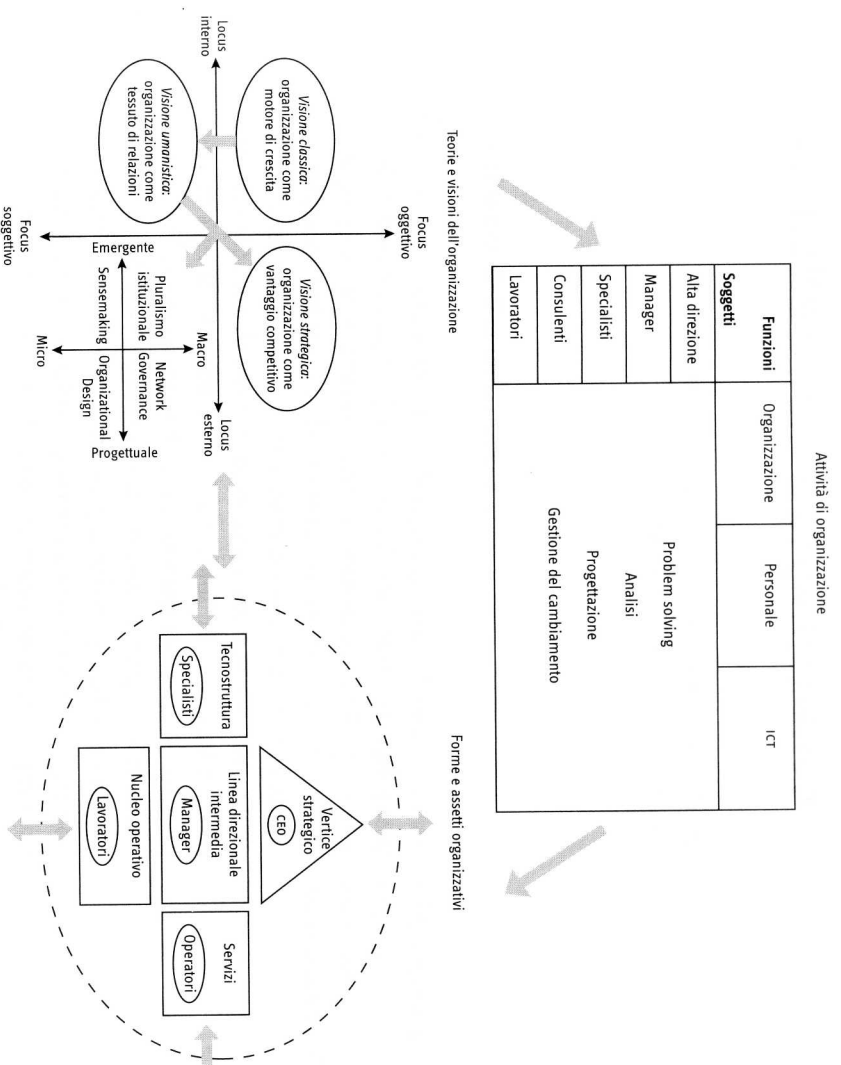 Attività di organizzazione
Funzioni
Soggetti
Organizzazione
Personale
ICT
Alta direzione
Manager
Specialisti
Consulenti
Lavoratori
Problem solving
Analisi
Progettazione
Gestione del cambiamento
Teorie e visioni dell'organizzazione
Focus
oggettivo
Visione classica:
organizzazione come
motore di crescita
Visione strategica:
organizzazione come
vantaggio competitivo
Locus
interno
Locus
esterno
Visione umanistica:
organizzazione come
tessuto di relazioni
Macro
Emergente
Pluralismo
istituzionale
Network
Governance
Sensemaking
Organizational
Design
Progettuale
Micro
Focus
soggettivo
Forme e assetti organizzativi
Vertice
strategico
CEO
Tecnostruttura
Specialisti
Linea direzionale
intermedia
Manager
Servizi
Operatori
Nucleo operativo
Lavoratori